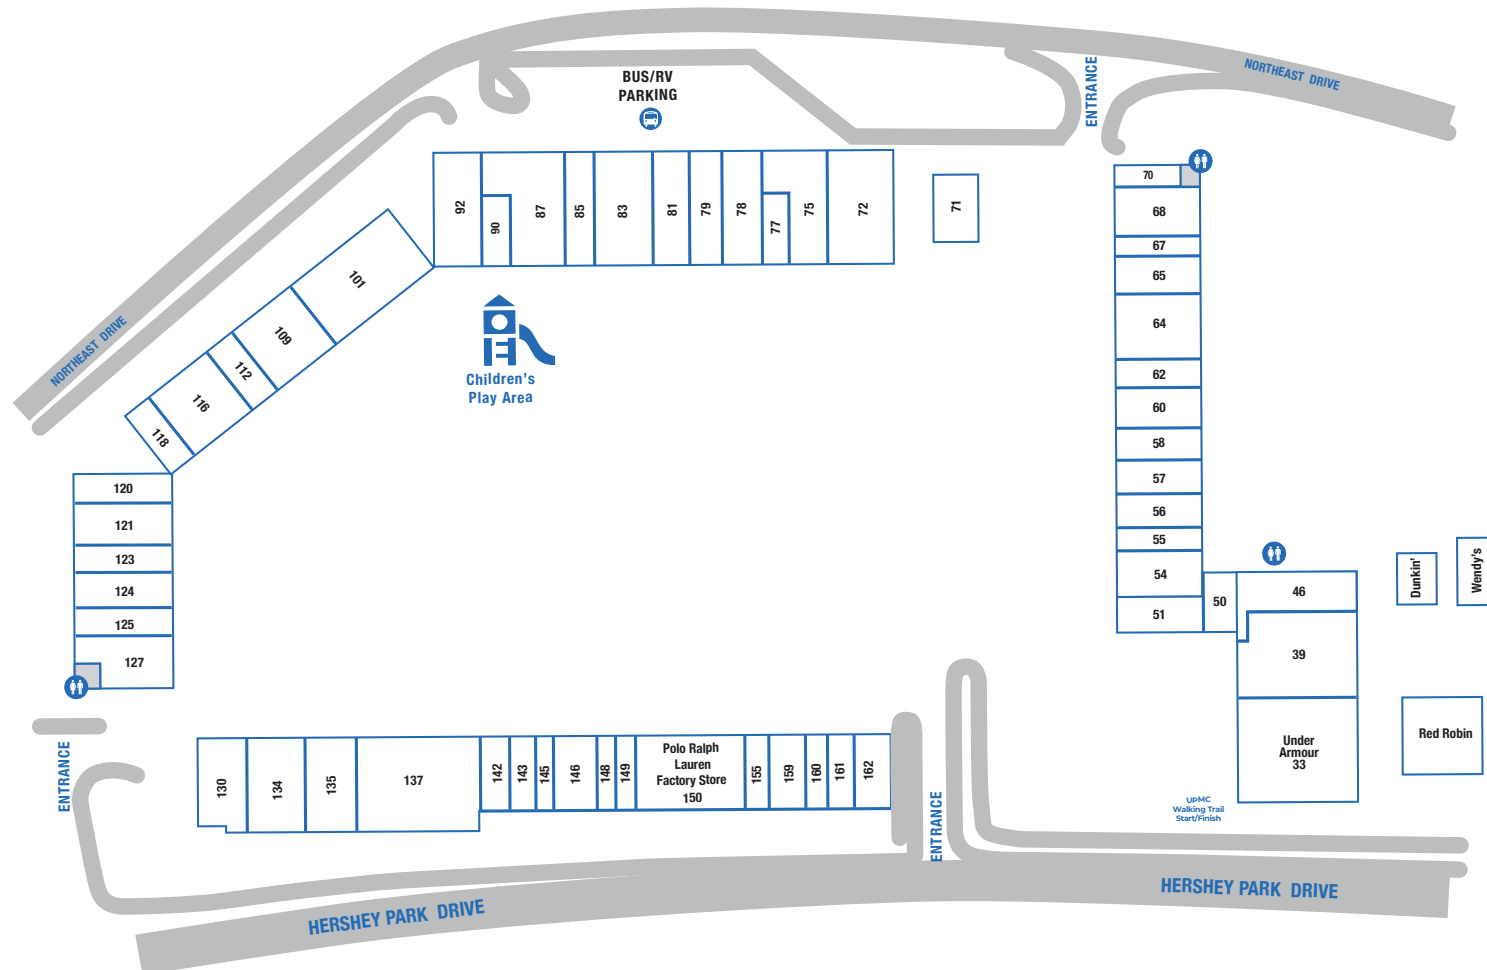 BUS/RV
PARKING
ENTRANCE
NORTHEAST DRIVE
NORTHEAST DRIVE
92
90
87
85
83
81
79
78
77
75
72
71
70
68
67
65
64
62
60
58
57
56
55
54
51
50
46
39
Under
Armour
33
Dunkin'
Wendy's
Red Robin
101
109
112
116
118
Children's
Play Area
120
121
123
124
125
127
ENTRANCE
130
134
135
137
142
143
145
146
148
149
Polo Ralph
Lauren
Factory Store
150
155
159
160
161
162
ENTRANCE
UPMC
Walking Trail
Start/Finish
HERSHEY PARK DRIVE
HERSHEY PARK DRIVE